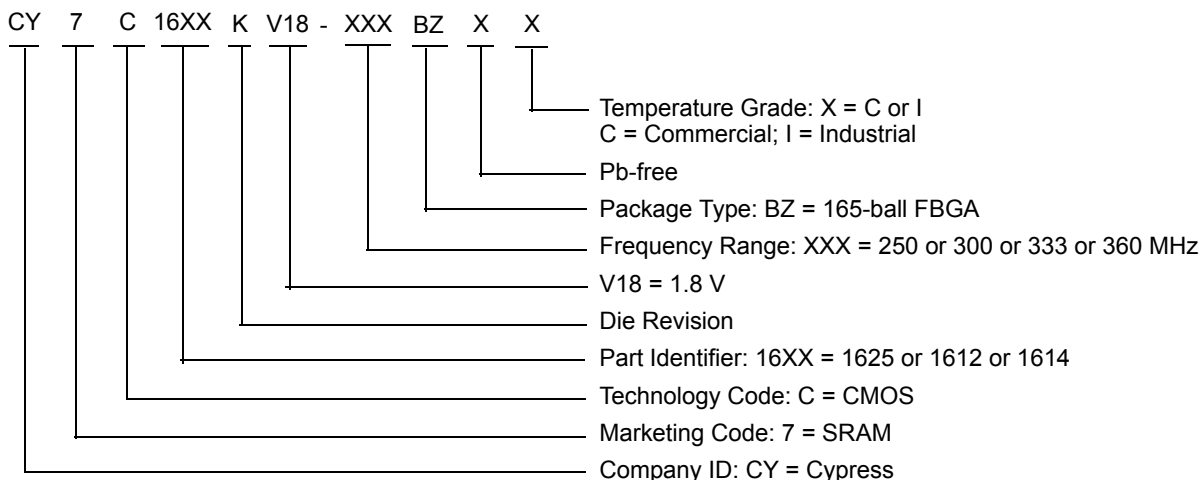 CY 7 C 16XX K V18 - XXX BZ X X
Temperature Grade: X = C or I
C = Commercial; I = Industrial
Pb-free
Package Type: BZ = 165-ball FBGA
Frequency Range: XXX = 250 or 300 or 333 or 360 MHz
V18 = 1.8 V
Die Revision
Part Identifier: 16XX = 1625 or 1612 or 1614
Technology Code: C = CMOS
Marketing Code: 7 = SRAM
Company ID: CY = Cypress